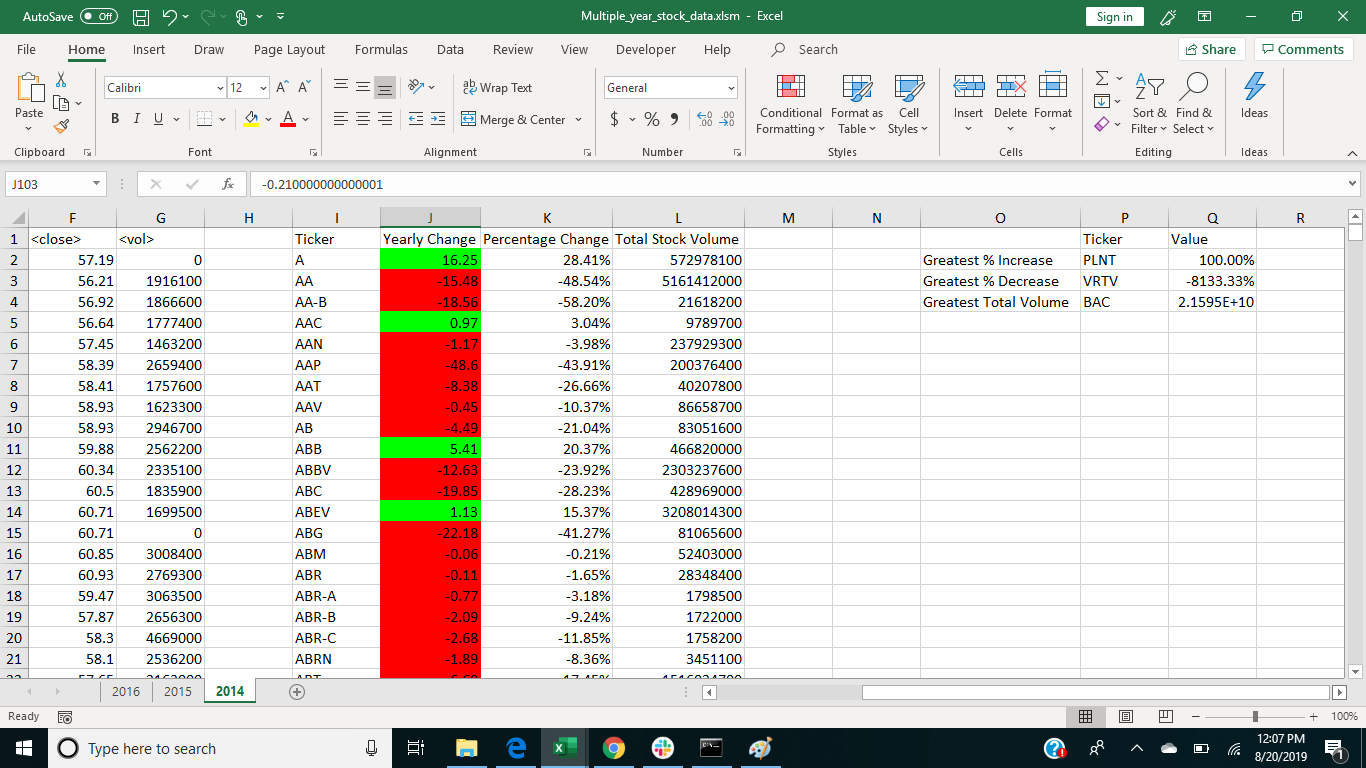 AutoSave Off Multiple_year_stock_data.xlsm - Excel Sign in
File Home Insert Draw Page Layout Formulas Data Review View Developer Help Search Share Comments
Paste
Calibri 12
B I U A
ab Wrap Text
Merge & Center
General
$ % 9
Conditional Formatting
Format as Table
Cell Styles
Insert
Delete
Format
Sort & Filter
Find & Select
Ideas
Clipboard Font Alignment Number Styles Cells Editing Ideas
J103 fx -0.210000000000001
F G H I J K L M N O P Q R
1 <close> <vol> Ticker Yearly Change Percentage Change Total Stock Volume Ticker Value
2 57.19 0 A 16.25 28.41% 572978100 Greatest % Increase PLNT 100.00%
3 56.21 1916100 AA -15.48 -48.54% 5161412000 Greatest % Decrease VRTV -8133.33%
4 56.92 1866600 AA-B -18.56 -58.20% 21618200 Greatest Total Volume BAC 2.1595E+10
5 56.64 1777400 AAC 0.97 3.04% 9789700
6 57.45 1463200 AAN -1.17 -3.98% 237929300
7 58.39 2659400 AAP -48.6 -43.91% 200376400
8 58.41 1757600 AAT -8.38 -26.66% 40207800
9 58.93 1623300 AAV -0.45 -10.37% 86658700
10 58.93 2946700 AB -4.49 -21.04% 83051600
11 59.88 2562200 ABB 5.41 20.37% 466820000
12 60.34 2335100 ABBV -12.63 -23.92% 2303237600
13 60.5 1835900 ABC -19.85 -28.23% 428969000
14 60.71 1699500 ABEV 1.13 15.37% 3208014300
15 60.71 0 ABG -22.18 -41.27% 81065600
16 60.85 3008400 ABM -0.06 -0.21% 52403000
17 60.93 2769300 ABR -0.11 -1.65% 28348400
18 59.47 3063500 ABR-A -0.77 -3.18% 1798500
19 57.87 2656300 ABR-B -2.09 -9.24% 1722000
20 58.3 4669000 ABR-C -2.68 -11.85% 1758200
21 58.1 2536200 ABRN -1.89 -8.36% 3451100
2016 2015 2014
Ready 100%
Type here to search
12:07 PM
8/20/2019
1